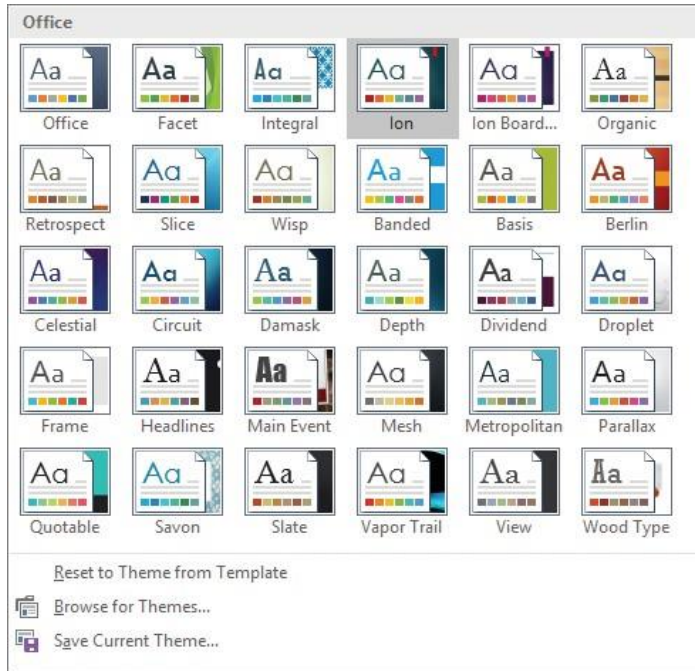 Office
Aa Aa Aa Aa Aa Aa
Office Facet Integral Ion Ion Board... Organic
Aa Aa Aa Aa Aa Aa
Retrospect Slice Wisp Banded Basis Berlin
Aa Aa Aa Aa Aa Aa
Celestial Circuit Damask Depth Dividend Droplet
Aa Aa Aa Aa Aa Aa
Frame Headlines Main Event Mesh Metropolitan Parallax
Aa Aa Aa Aa Aa Aa
Quotable Savon Slate Vapor Trail View Wood Type
Reset to Theme from Template
Browse for Themes...
Save Current Theme...